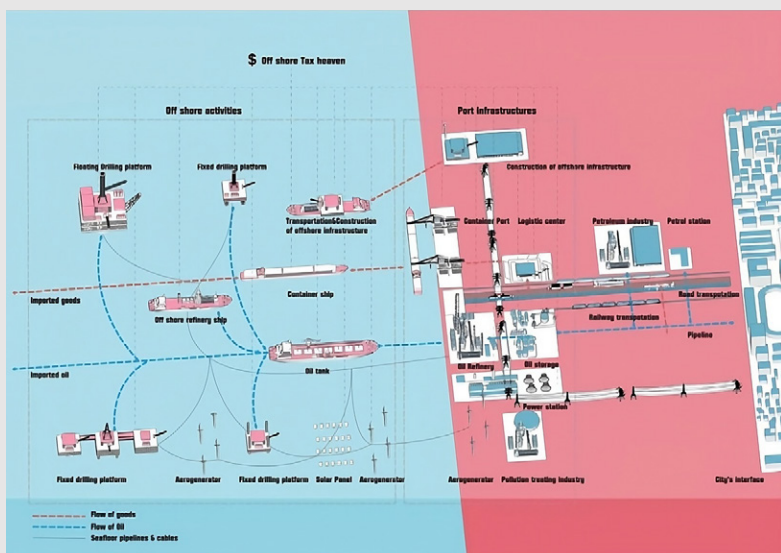 $ Off shore Tax heaven
Off shore activities
Port Infrastructures
Floating Drilling platform
Fixed drilling platform
Transportation&Construction
of offshore infrastructure
Construction of offshore infrastructure
Container Port
Logistic center
Petroleum industry
Petrol station
Imported goods
Off shore refinery ship
Container ship
Road transpotation
Railway transpotation
Pipeline
Imported oil
Oil tank
Oil Refinery
Oil storage
Power station
Fixed drilling platform
Aerogenerator
Fixed drilling platform
Solar Panel
Aerogenerator
Aerogenerator
Pollution treating industry
City's interface
Flow of goods
Flow of Oil
Seafloor pipelines & cables